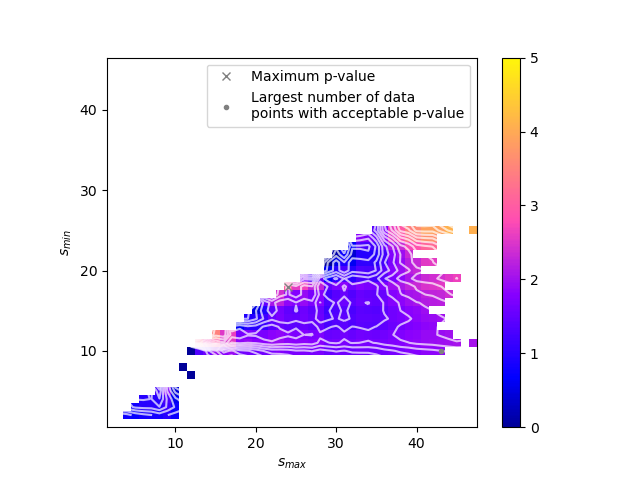 Maximum p-value
Largest number of data
points with acceptable p-value
40
30
20
10
s_min
10
20
30
40
s_max
5
4
3
2
1
0